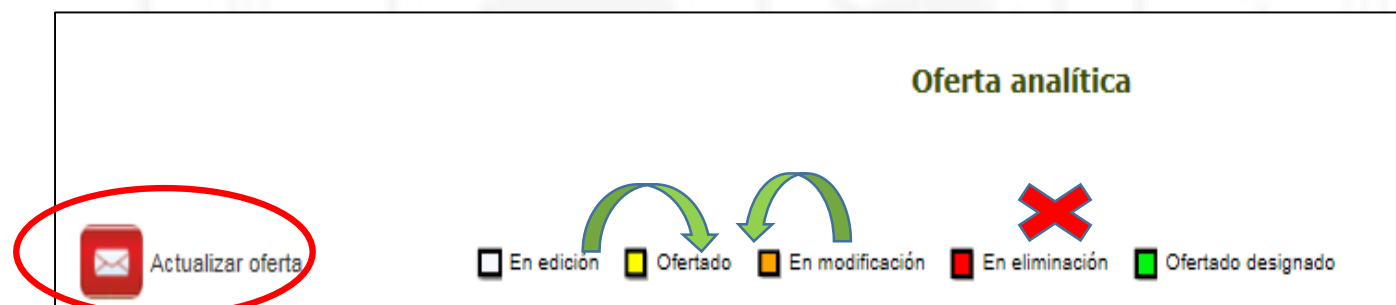 Oferta analítica
Actualizar oferta
En edición Ofertado En modificación En eliminación Ofertado designado